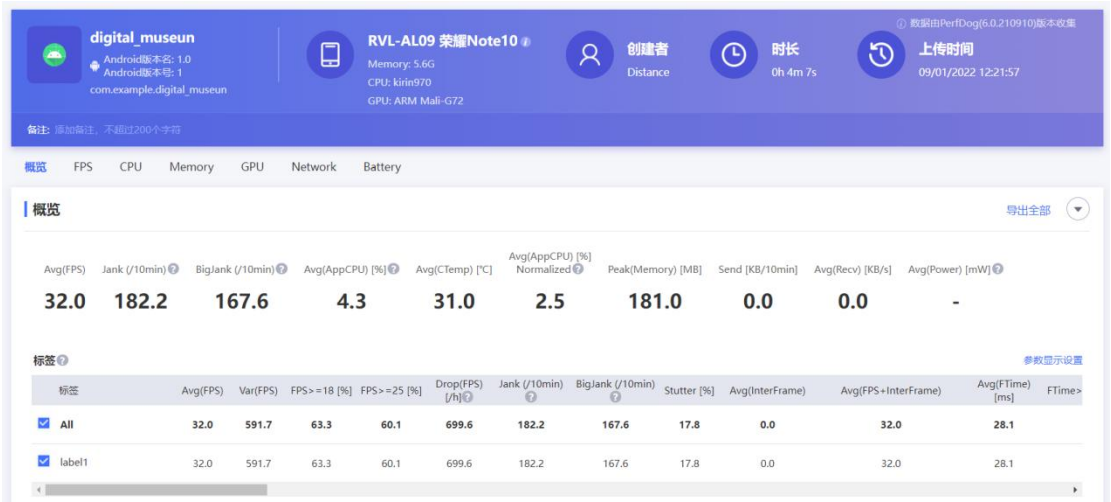 数据由PerfDog(6.0.210910)版本收集
digital_museun
Android版本名: 1.0
Android版本号: 1
com.example.digital_museun
RVL-AL09 荣耀Note10
Memory: 5.6G
CPU: kirin970
GPU: ARM Mali-G72
创建者
Distance
时长
0h 4m 7s
上传时间
09/01/2022 12:21:57
备注: 添加备注，不超过200个字符
概览 FPS CPU Memory GPU Network Battery
概览
导出全部
Avg(FPS) Jank (/10min) BigJank (/10min) Avg(AppCPU) [%] Avg(CTemp) [℃] Avg(AppCPU) [%] Normalized Peak(Memory) [MB] Send [KB/10min] Avg(Recv) [KB/s] Avg(Power) [mW]
32.0 182.2 167.6 4.3 31.0 2.5 181.0 0.0 0.0 -
标签
参数显示设置
标签 Avg(FPS) Var(FPS) FPS>=18 [%] FPS>=25 [%] Drop(FPS) [/h] Jank (/10min) BigJank (/10min) Stutter [%] Avg(InterFrame) Avg(FPS+InterFrame) Avg(FTime) [ms] FTime>
All 32.0 591.7 63.3 60.1 699.6 182.2 167.6 17.8 0.0 32.0 28.1
label1 32.0 591.7 63.3 60.1 699.6 182.2 167.6 17.8 0.0 32.0 28.1